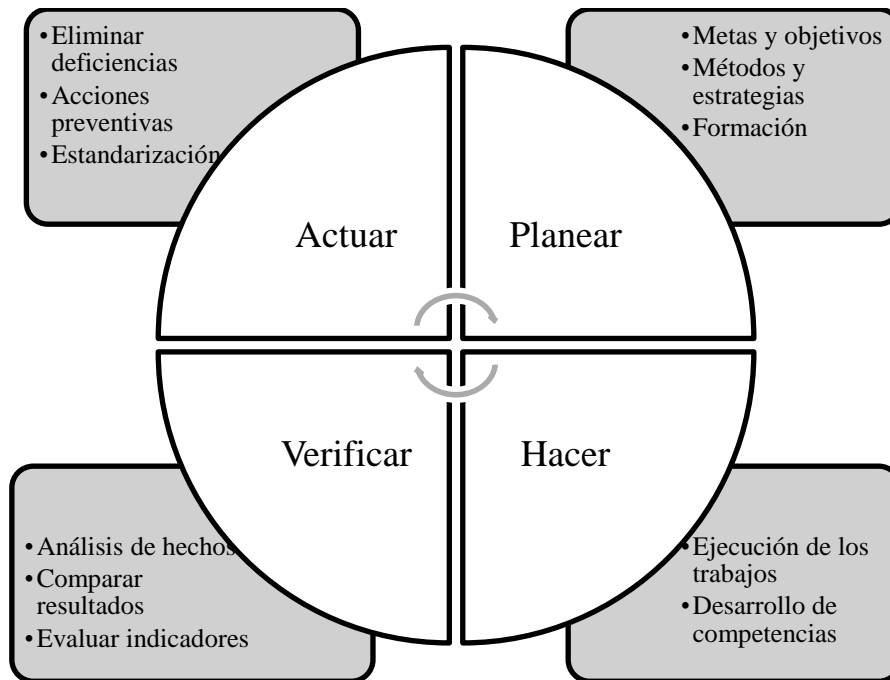 • Eliminar
deficiencias
• Acciones
preventivas
• Estandarización
• Metas y objetivos
• Métodos y
estrategias
• Formación
Actuar
Planear
Verificar
Hacer
• Análisis de hechos
• Comparar
resultados
• Evaluar indicadores
• Ejecución de los
trabajos
• Desarrollo de
competencias